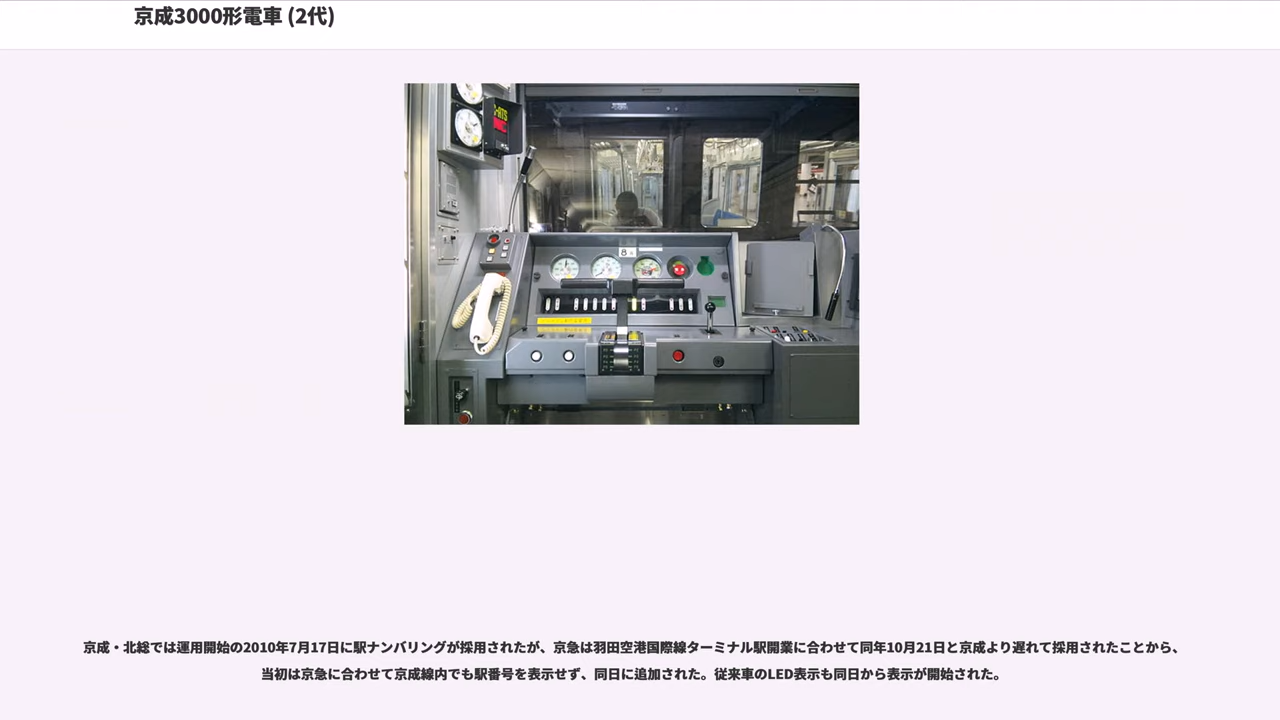 京成3000形電車 (2代)
-ATS
8
京成・北総では運用開始の2010年7月17日に駅ナンバリングが採用されたが、京急は羽田空港国際線ターミナル駅開業に合わせて同年10月21日と京成より遅れて採用されたことから、
当初は京急に合わせて京成線内でも駅番号を表示せず、同日に追加された。従来車のLED表示も同日から表示が開始された。